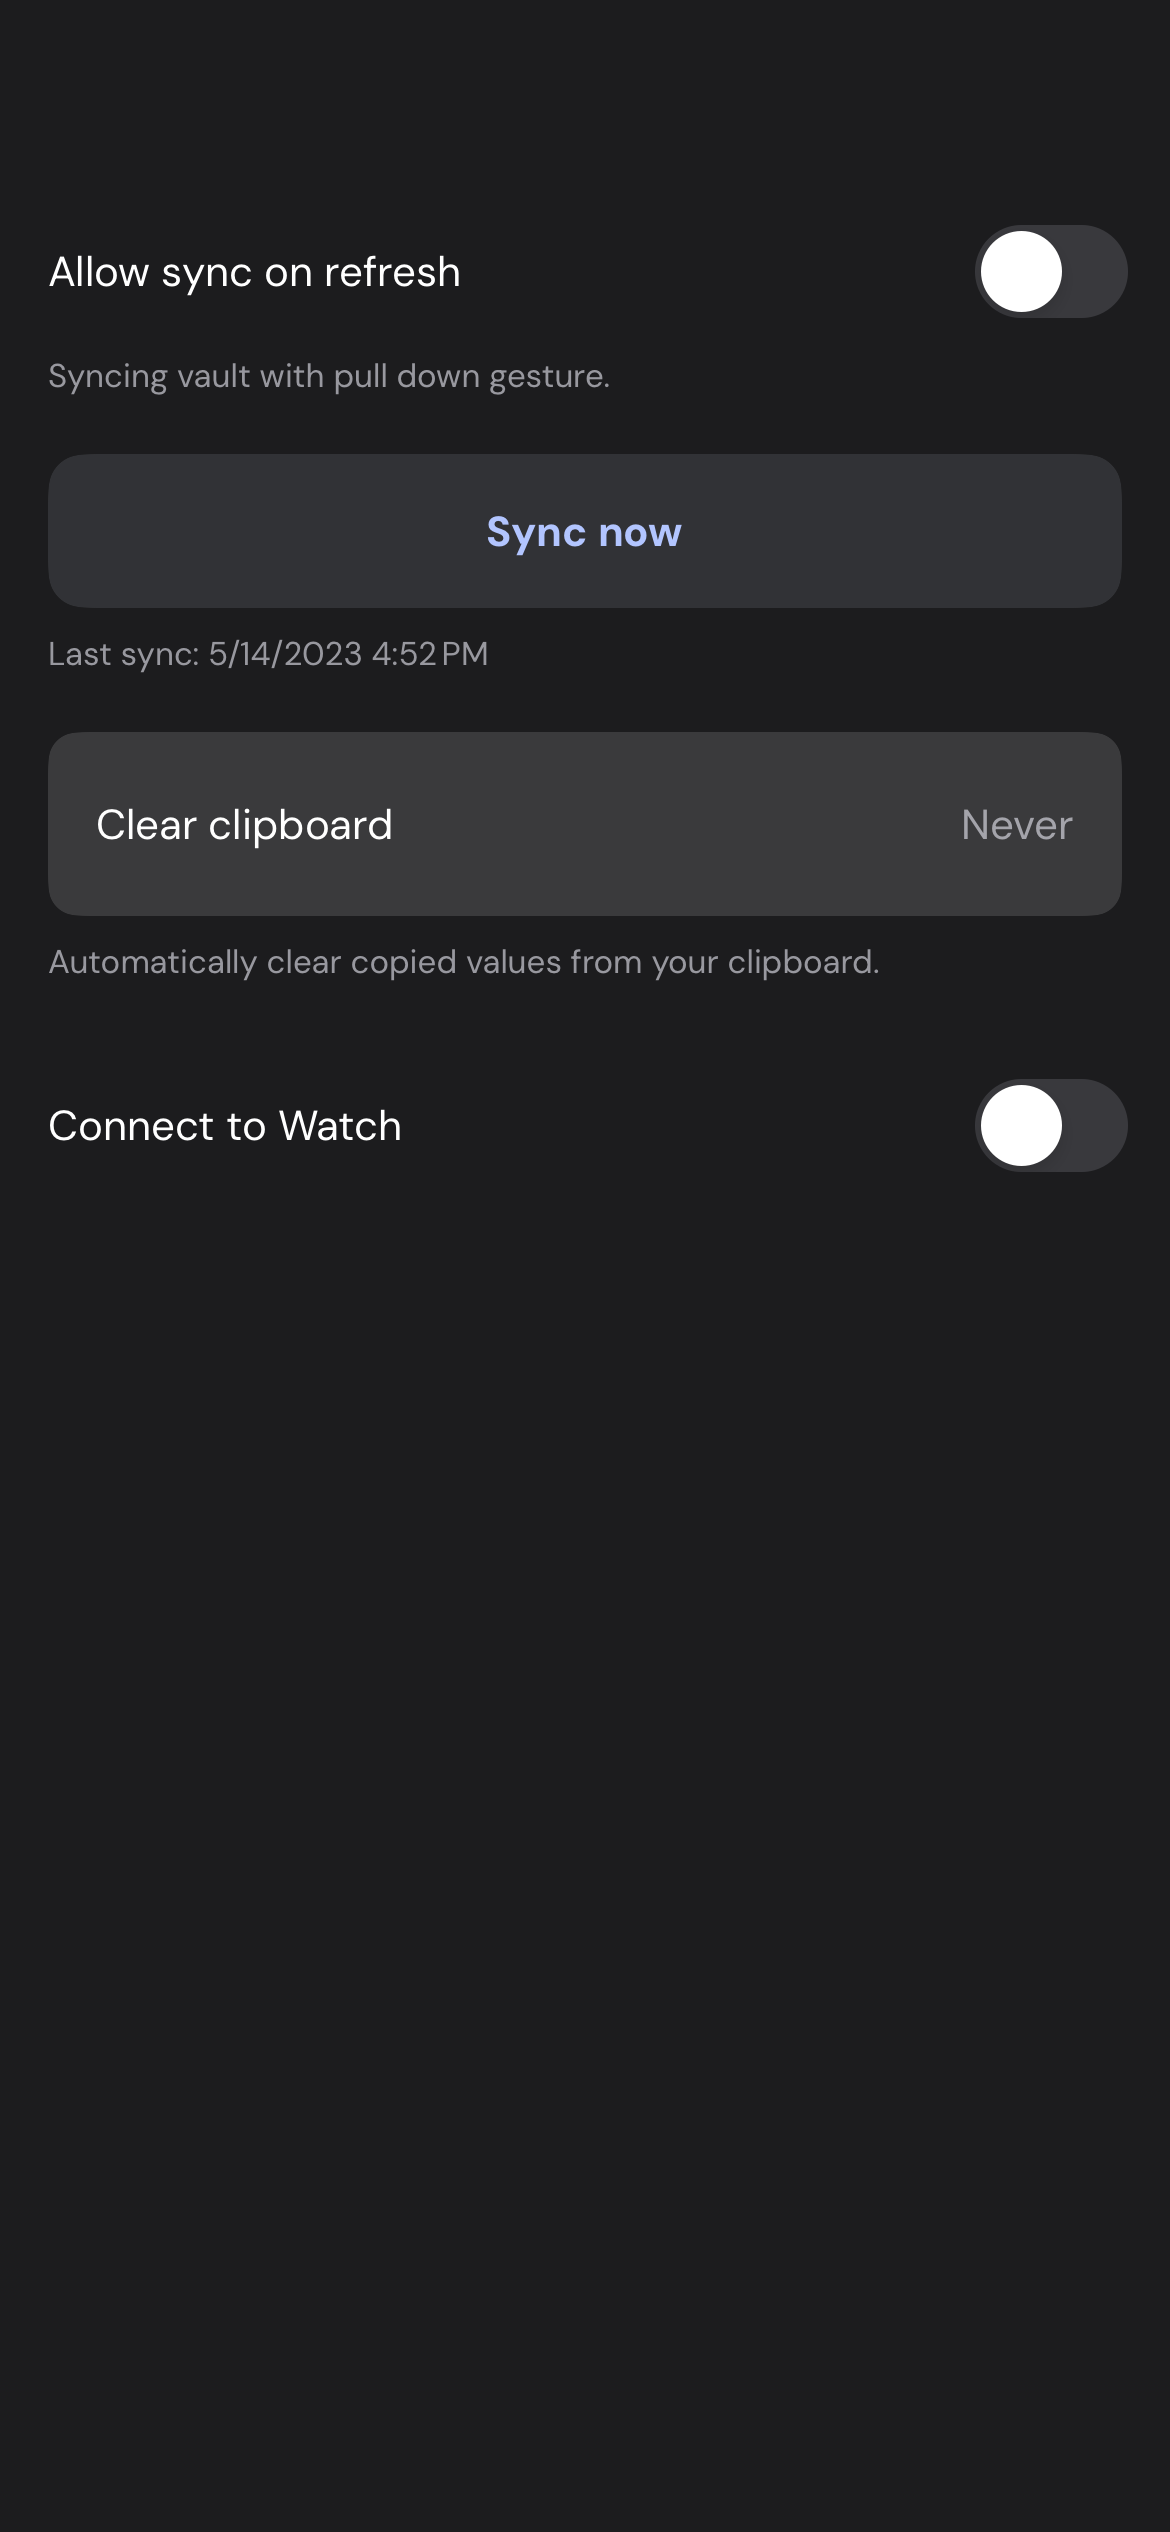 Allow sync on refresh
Syncing vault with pull down gesture.
Sync now
Last sync: 5/14/2023 4:52 PM
Clear clipboard Never
Automatically clear copied values from your clipboard.
Connect to Watch